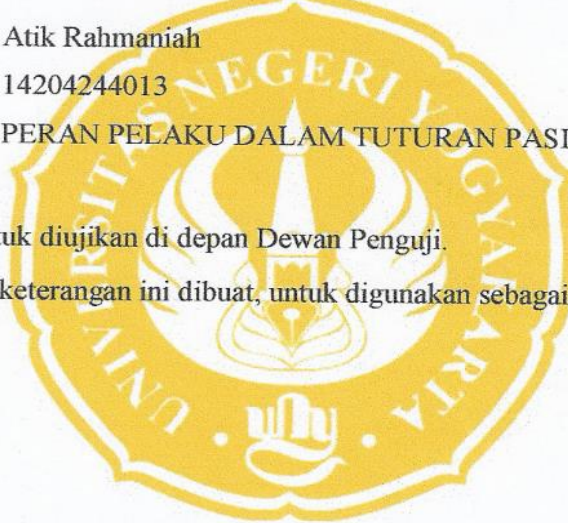 Atik Rahmaniah
14204244013
PERAN PELAKU DALAM TUTURAN PASI
tuk diujikan di depan Dewan Penguji.
keterangan ini dibuat, untuk digunakan sebagai
UNIVERSITAS NEGERI YOGYAKARTA
uny